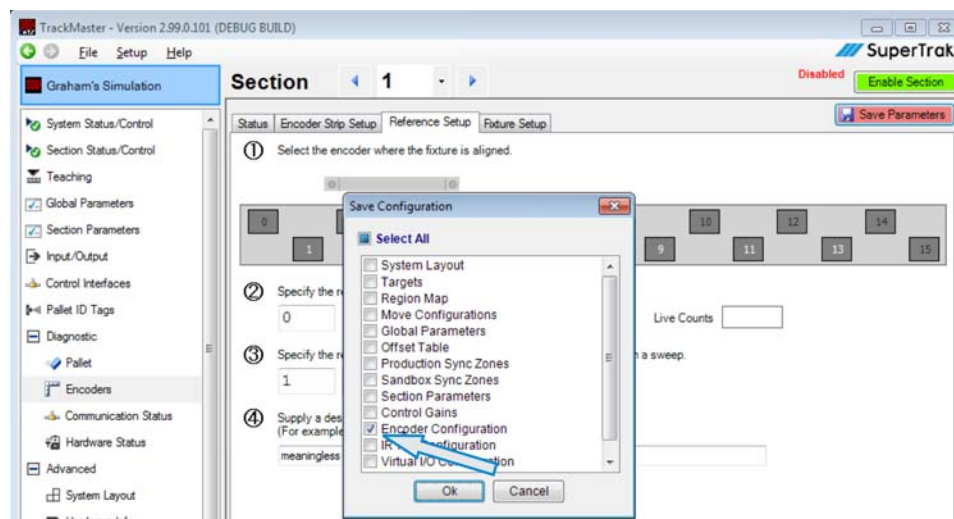 TrackMaster - Version 2.99.0.101 (DEBUG BUILD)
File Setup Help
SuperTrak
Graham's Simulation
Section 1
Disabled
Enable Section
Save Parameters
System Status/Control
Section Status/Control
Teaching
Global Parameters
Section Parameters
Input/Output
Control Interfaces
Pallet ID Tags
Diagnostic
Pallet
Encoders
Communication Status
Hardware Status
Advanced
System Layout
Status Encoder Strip Setup Reference Setup Fixture Setup
1 Select the encoder where the fixture is aligned.
0 10 12 14
1 9 11 13 15
2 Specify the
0
Live Counts
3 Specify the
a sweep.
1
4 Supply a
(For example
meaningless
Save Configuration
Select All
System Layout
Targets
Region Map
Move Configurations
Global Parameters
Offset Table
Production Sync Zones
Sandbox Sync Zones
Section Parameters
Control Gains
Encoder Configuration
IR
Virtual I/O
Ok Cancel